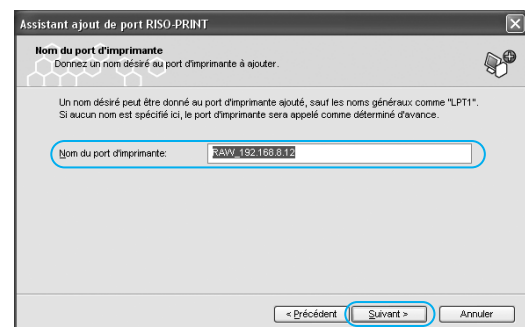 Assistant ajout de port RISO-PRINT
Nom du port d'imprimante
Donnez un nom désiré au port d'imprimante à ajouter.
Un nom désiré peut être donné au port d'imprimante ajouté, sauf les noms généraux comme "LPT1".
Si aucun nom est spécifié ici, le port d'imprimante sera appelé comme déterminé d'avance.
Nom du port d'imprimante: RAW_192.168.8.12
< Précédent Suivant > Annuler